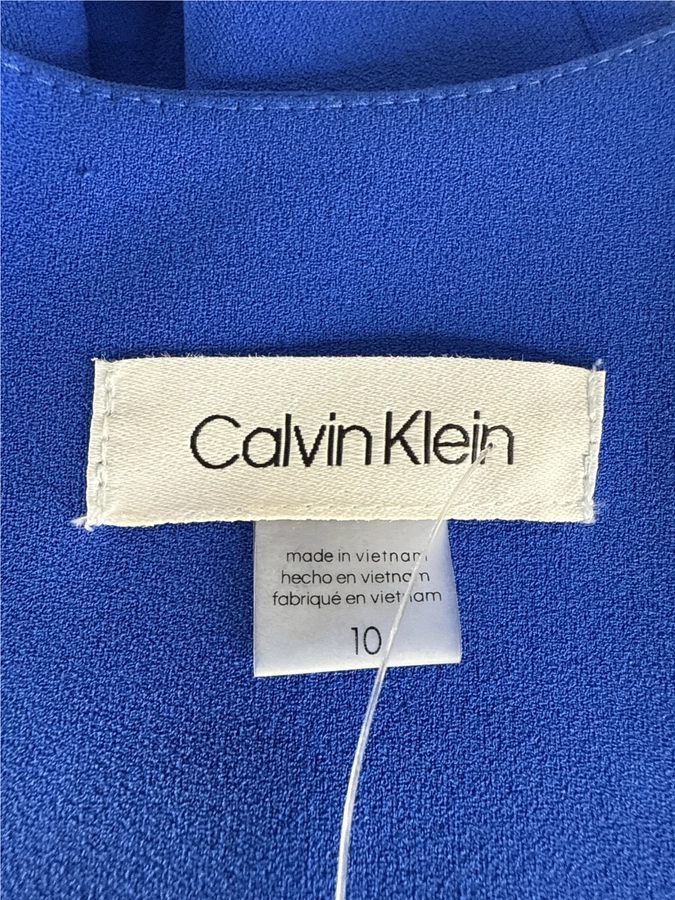 Calvin Klein
made in vietnam
hecho en vietnam
fabriqué en vietnam
10